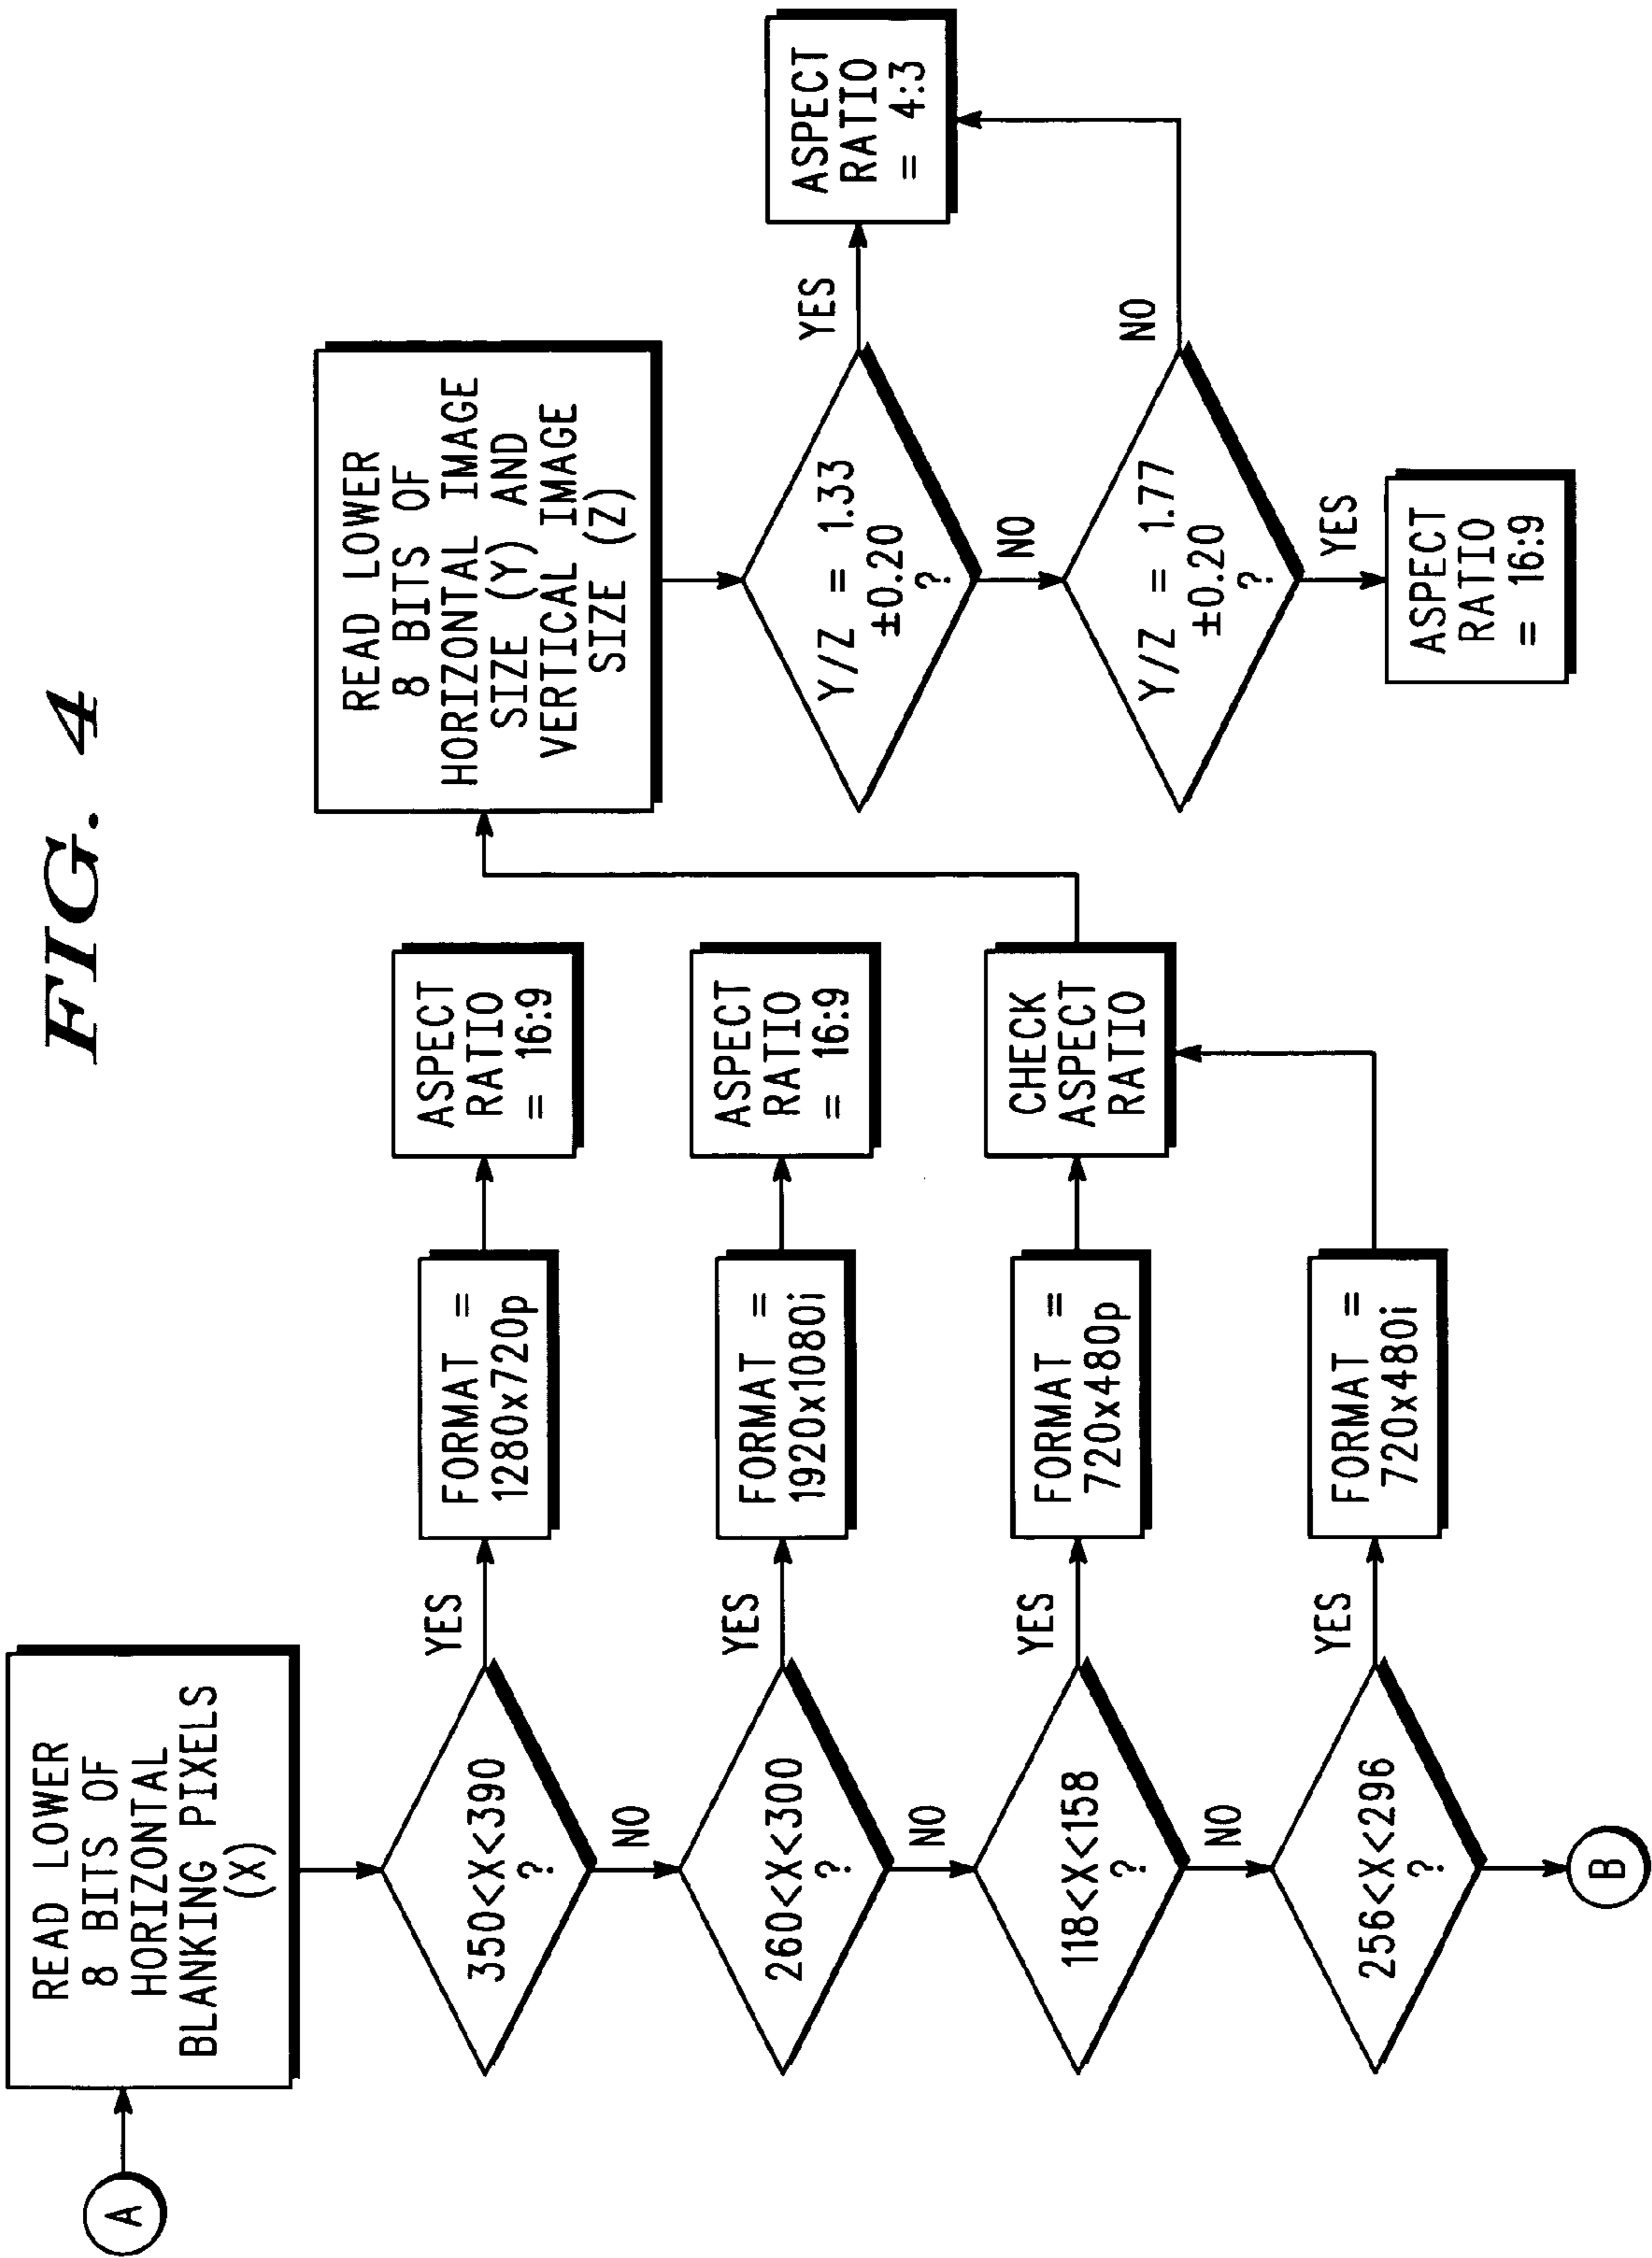 FIG. 4
A
READ LOWER
8 BITS OF
HORIZONTAL
BLANKING PIXELS
(X)
350<X<390
?
YES
FORMAT =
1280x720p
ASPECT
RATIO
= 16:9
NO
260<X<300
?
YES
FORMAT =
1920x1080i
ASPECT
RATIO
= 16:9
NO
118<X<158
?
YES
FORMAT =
720x480p
CHECK
ASPECT
RATIO
NO
256<X<296
?
YES
FORMAT =
720x480i
B
READ LOWER
8 BITS OF
HORIZONTAL IMAGE
SIZE (Y) AND
VERTICAL IMAGE
SIZE (Z)
Y/Z = 1.33
±0.20
?
YES
ASPECT
RATIO
= 4:3
NO
Y/Z = 1.77
±0.20
?
NO
YES
ASPECT
RATIO
= 16:9